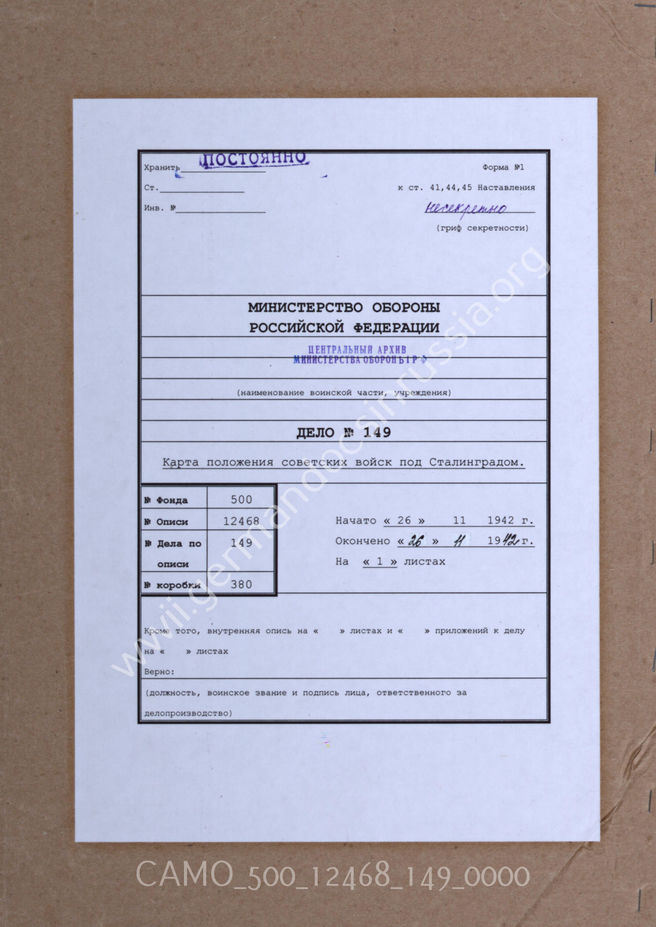 Хранить ПОСТОЯННО
Форма №1
Ст.
к ст. 41,44,45 Наставления
Инв. №
несекретно
(гриф секретности)
МИНИСТЕРСТВО ОБОРОНЫ
РОССИЙСКОЙ ФЕДЕРАЦИИ
ЦЕНТРАЛЬНЫЙ АРХИВ
МИНИСТЕРСТВА ОБОРОНЫ РФ
(наименование воинской части, учреждения)
ДЕЛО № 149
Карта положения советских войск под Сталинградом.
№ Фонда 500
№ Описи 12468
№ Дела по описи 149
№ коробки 380
Начато « 26 » 11 1942 г.
Окончено « 26 » 11 1942 г.
На « 1 » листах
Кроме того, внутренняя опись на « » листах и « » приложений к делу
на « » листах
Верно:
(должность, воинское звание и подпись лица, ответственного за
делопроизводство)
www.germandocsinrussia.org
CAMO_500_12468_149_0000